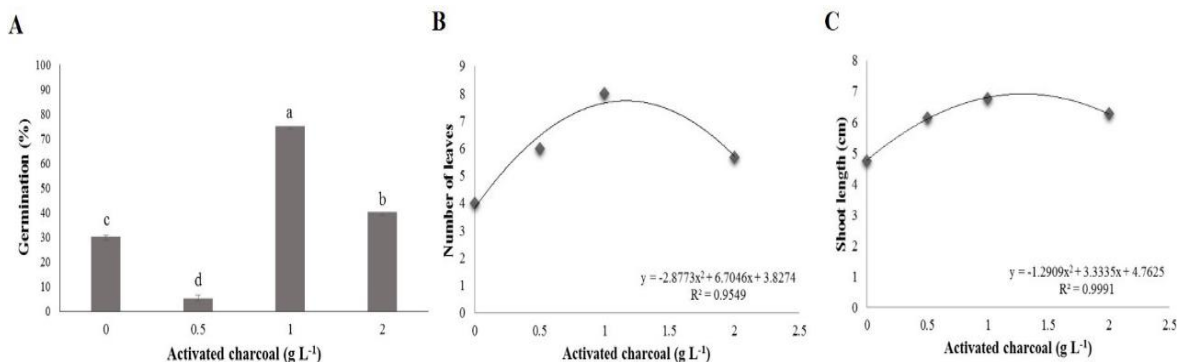 A
Germination (%)
100
90
80
70
60
50
40
30
20
10
0
c
d
a
b
0 0.5 1 2
Activated charcoal (g L⁻¹)
B
Number of leaves
9
8
7
6
5
4
3
2
1
0
y = -2.8773x² + 6.7046x + 3.8274
R² = 0.9549
0 0.5 1 1.5 2 2.5
Activated charcoal (g L⁻¹)
C
Shoot length (cm)
8
7
6
5
4
3
2
1
0
y = -1.2909x² + 3.3335x + 4.7625
R² = 0.9991
0 0.5 1 1.5 2 2.5
Activated charcoal (g L⁻¹)